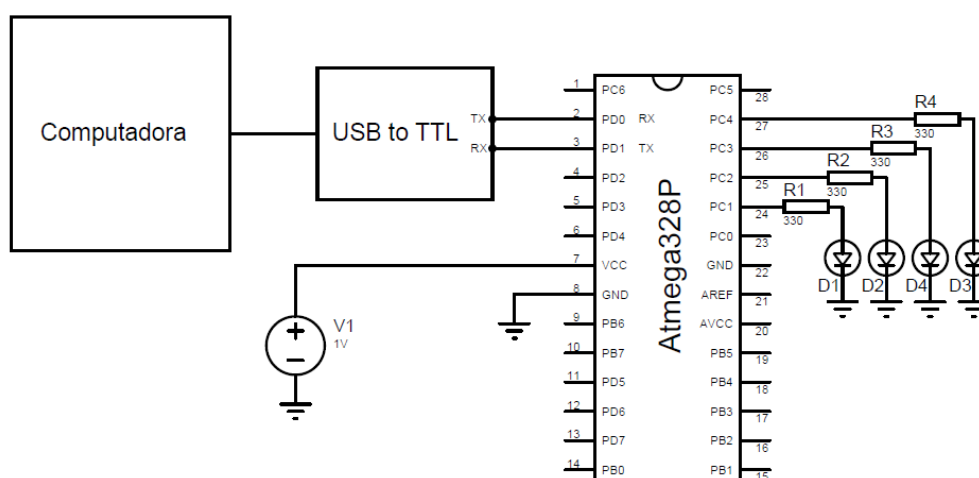 Computadora
USB to TTL
TX
RX
Atmega328P
1 PC6
2 PD0 RX
3 PD1 TX
4 PD2
5 PD3
6 PD4
7 VCC
8 GND
9 PB6
10 PB7
11 PD5
12 PD6
13 PD7
14 PB0
PC5 28
PC4 27
PC3 26
PC2 25
PC1 24
PC0 23
GND 22
AREF 21
AVCC 20
PB5 19
PB4 18
PB3 17
PB2 16
PB1 15
R4
330
R3
330
R2
330
R1
330
D1
D2
D4
D3
V1
1V